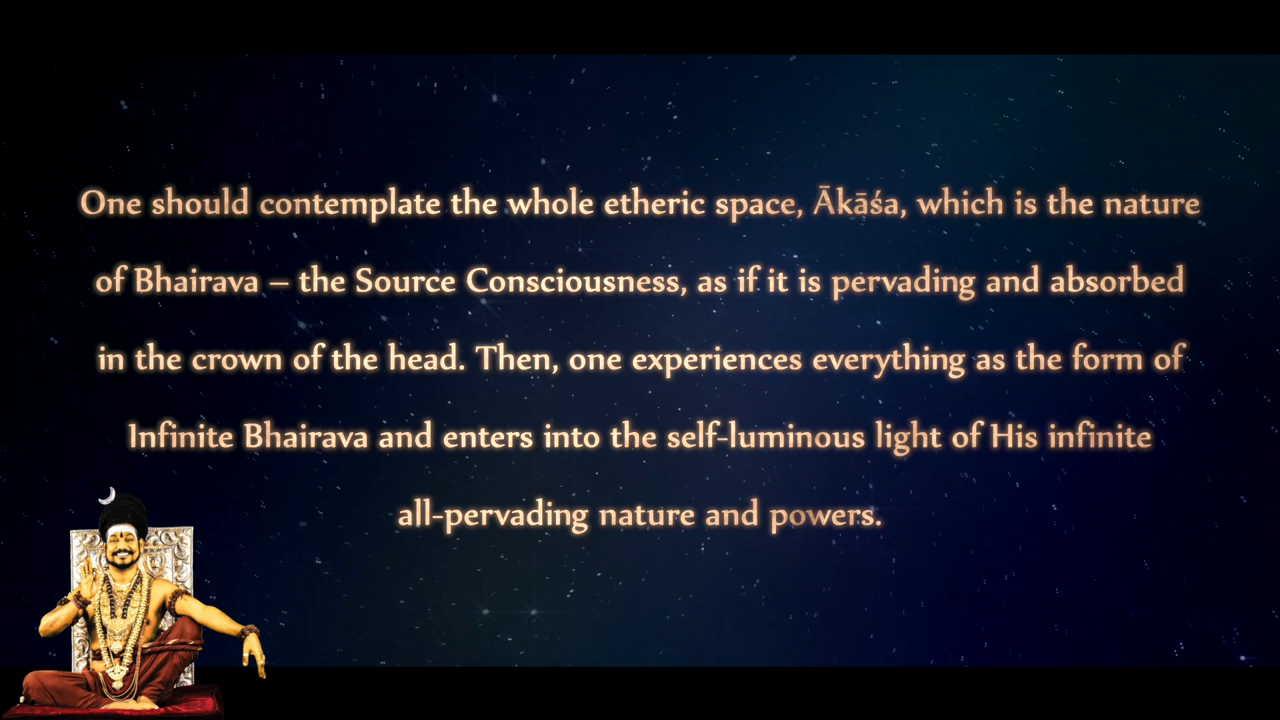 One should contemplate the whole etheric space, Ākāśa, which is the nature
of Bhairava – the Source Consciousness, as if it is pervading and absorbed
in the crown of the head. Then, one experiences everything as the form of
Infinite Bhairava and enters into the self-luminous light of His infinite
all-pervading nature and powers.